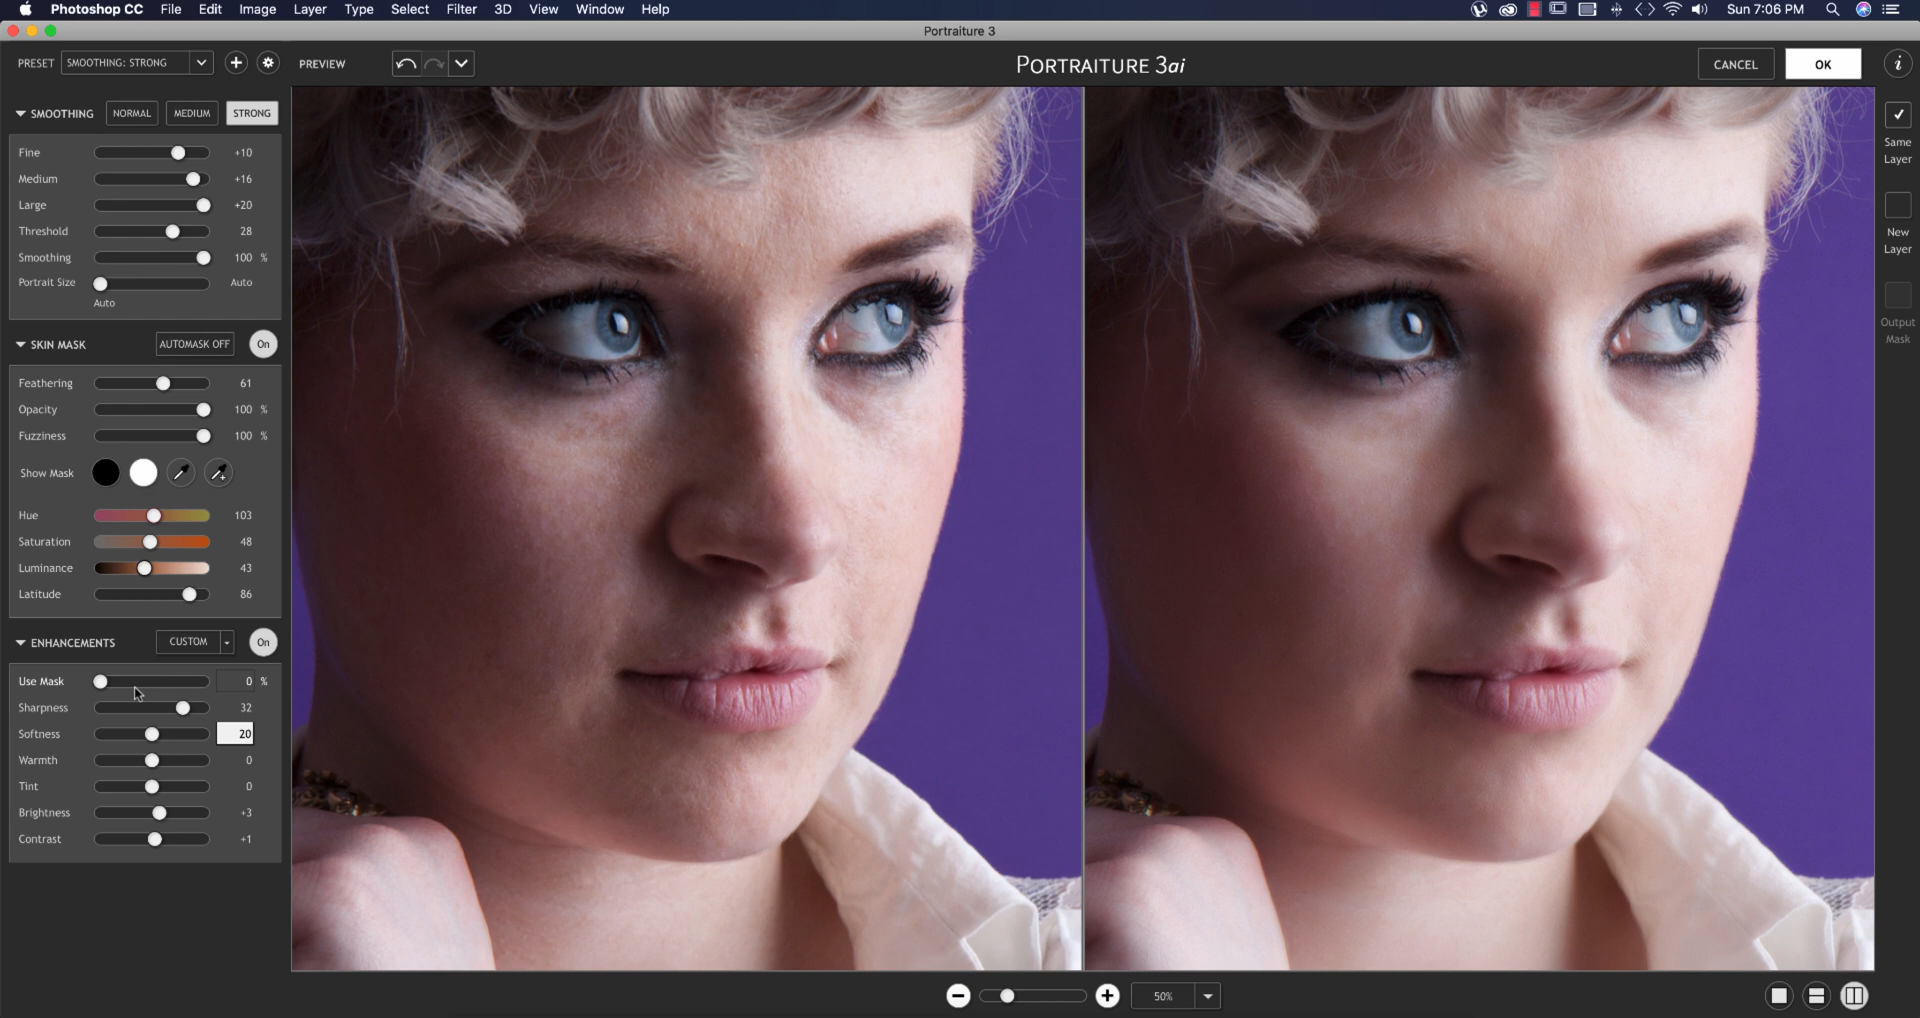 Photoshop CC File Edit Image Layer Type Select Filter 3D View Window Help Sun 7:06 PM
Portraiture 3
PRESET SMOOTHING: STRONG PREVIEW PORTRAITURE 3ai CANCEL OK i
SMOOTHING NORMAL MEDIUM STRONG
Fine +10
Medium +16
Large +20
Threshold 28
Smoothing 100 %
Portrait Size Auto
Auto
SKIN MASK AUTOMASK OFF On
Feathering 61
Opacity 100 %
Fuzziness 100 %
Show Mask
Hue 103
Saturation 48
Luminance 43
Latitude 86
ENHANCEMENTS CUSTOM On
Use Mask 0 %
Sharpness 32
Softness 20
Warmth 0
Tint 0
Brightness +3
Contrast +1
Same
Layer
New
Layer
Output
Mask
50%